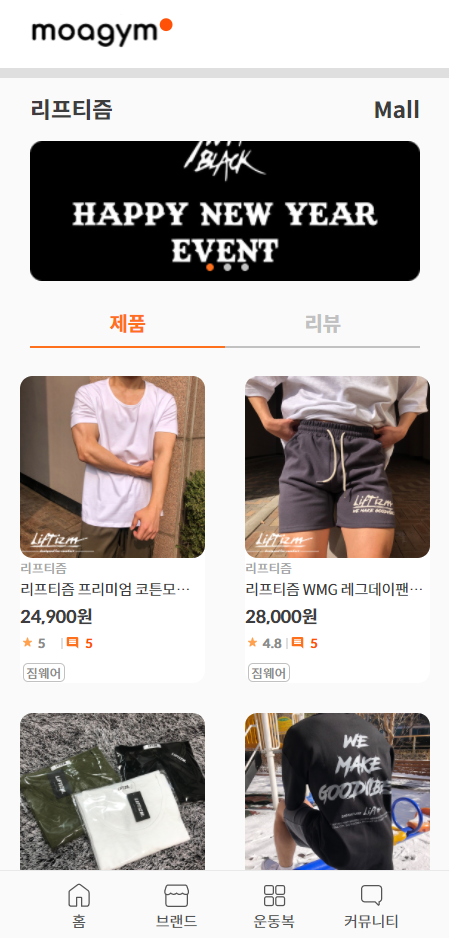 moagym
리프티즘 Mall
BLACK
HAPPY NEW YEAR
EVENT
제품 리뷰
Liftizm
LifTizm
WE MAKE GOODVIBES
Liftizm
리프티즘
리프티즘
리프티즘 프리미엄 코튼모…
리프티즘 WMG 레그데이팬…
24,900원
28,000원
5 | 5
4.8 | 5
짐웨어
짐웨어
WE
MAKE
GOODVIBES
홈 브랜드 운동복 커뮤니티